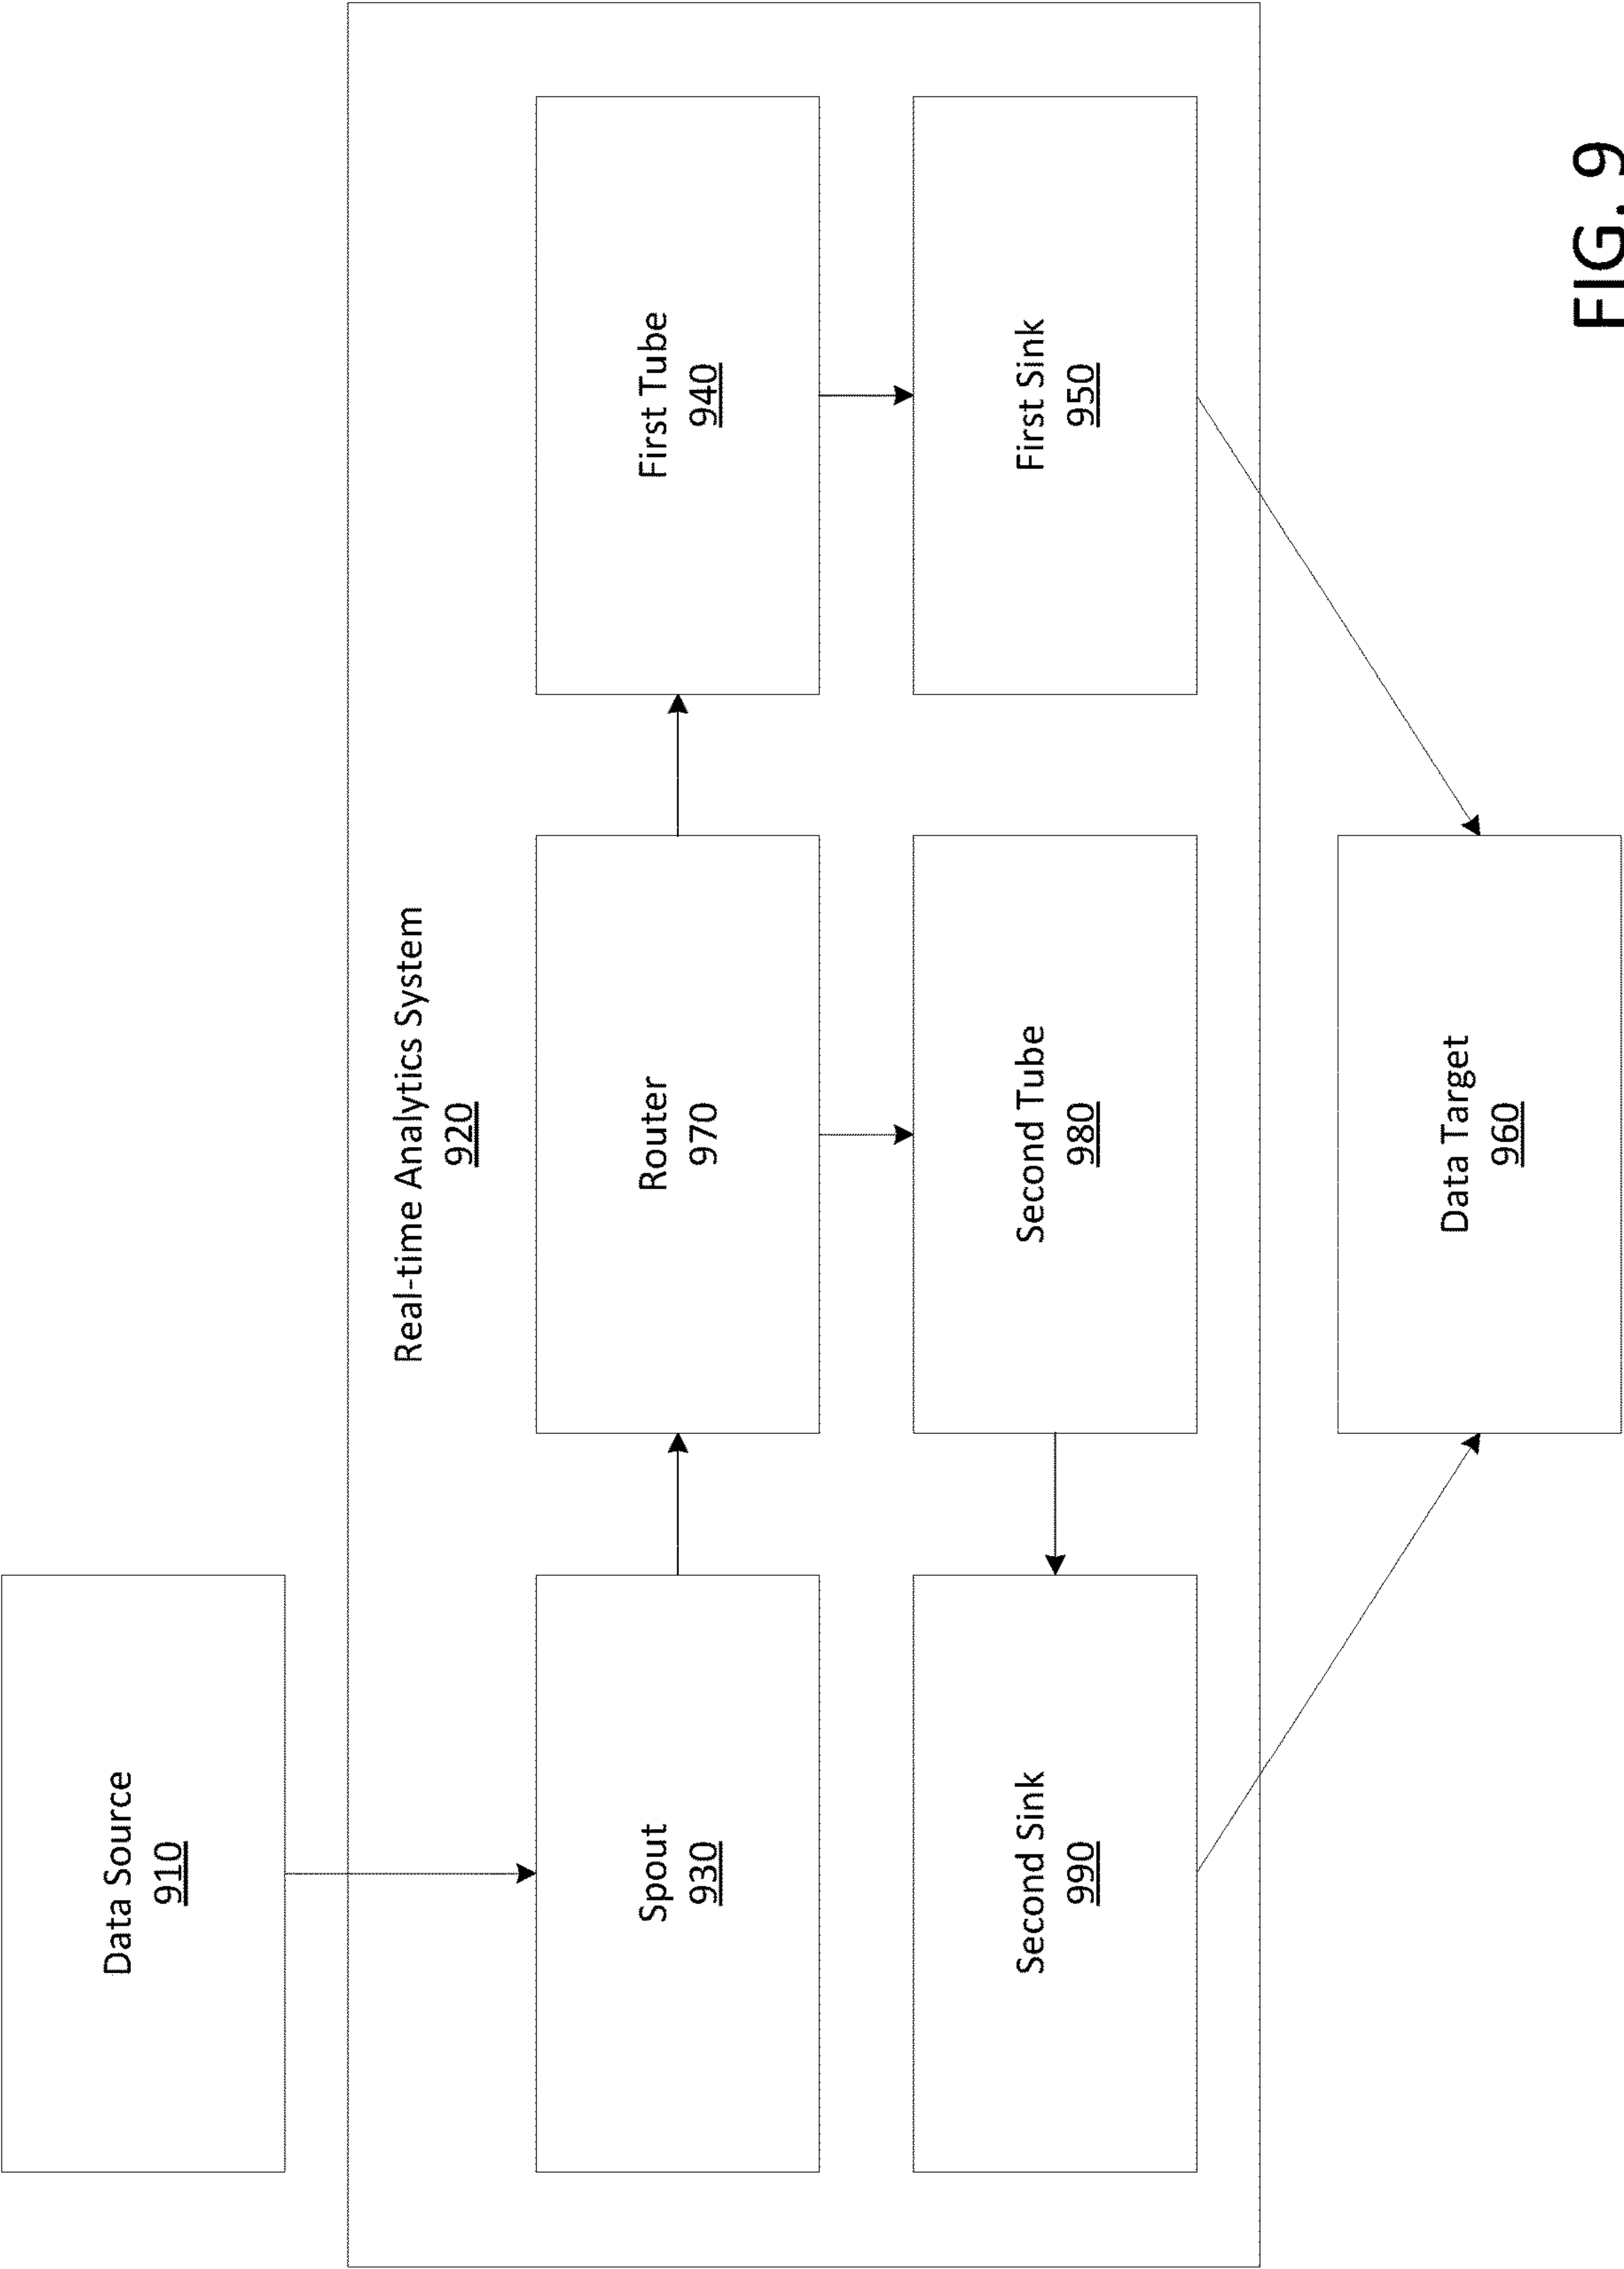 Data Source
910
Real-time Analytics System
920
Spout
930
Router
970
First Tube
940
Second Sink
990
Second Tube
980
First Sink
950
Data Target
960
FIG. 9